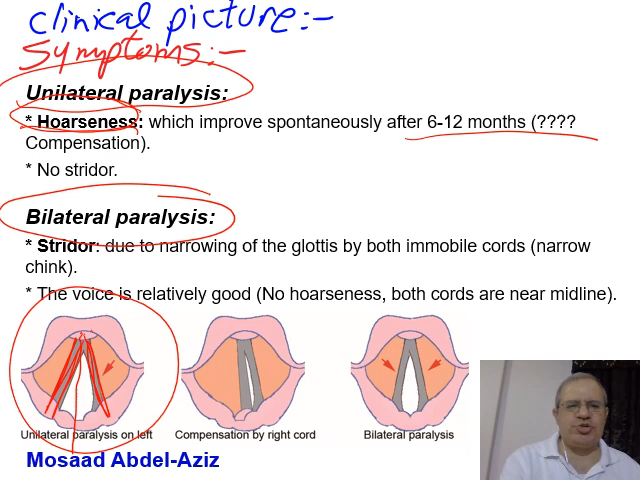 clinical picture:-
Symptoms:-
Unilateral paralysis:
* Hoarseness: which improve spontaneously after 6-12 months (????
Compensation).
* No stridor.
Bilateral paralysis:
* Stridor: due to narrowing of the glottis by both immobile cords (narrow
chink).
* The voice is relatively good (No hoarseness, both cords are near midline).
Unilateral paralysis on left
Compensation by right cord
Bilateral paralysis
Mosaad Abdel-Aziz